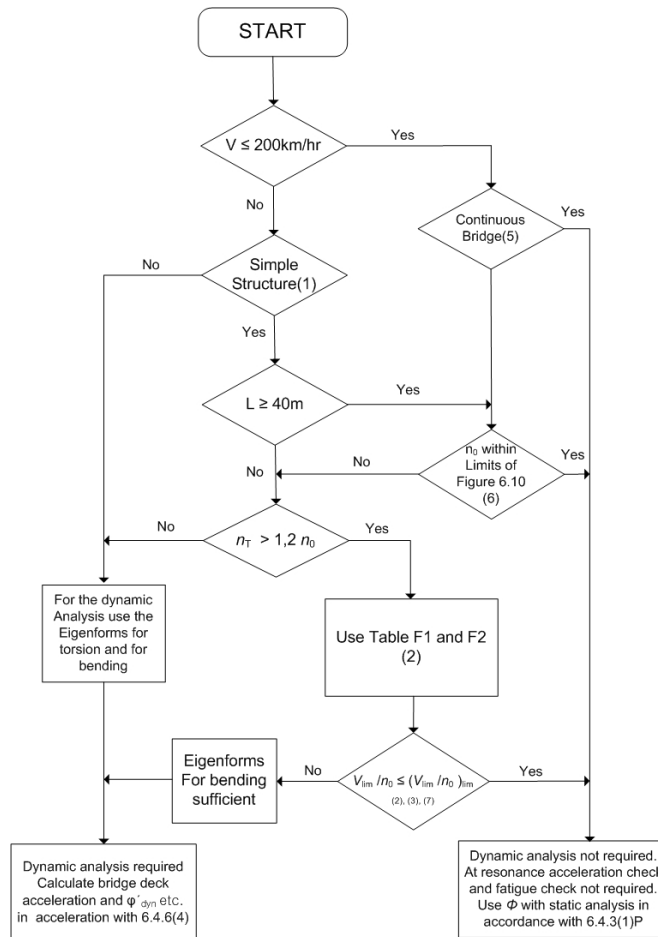 START
V ≤ 200km/hr
Yes
No
Continuous
Bridge(5)
Yes
No
Simple
Structure(1)
Yes
L ≥ 40m
Yes
No
No
n₀ within
Limits of
Figure 6.10
(6)
Yes
No
n_T > 1,2 n₀
Yes
For the dynamic
Analysis use the
Eigenforms for
torsion and for
bending
Use Table F1 and F2
(2)
Eigenforms
For bending
sufficient
No
V_lim /n₀ ≤ (V_lim /n₀ )_lim
(2), (3), (7)
Yes
Dynamic analysis required
Calculate bridge deck
acceleration and φ'_dyn etc.
in acceleration with 6.4.6(4)
Dynamic analysis not required.
At resonance acceleration check
and fatigue check not required.
Use Φ with static analysis in
accordance with 6.4.3(1)P